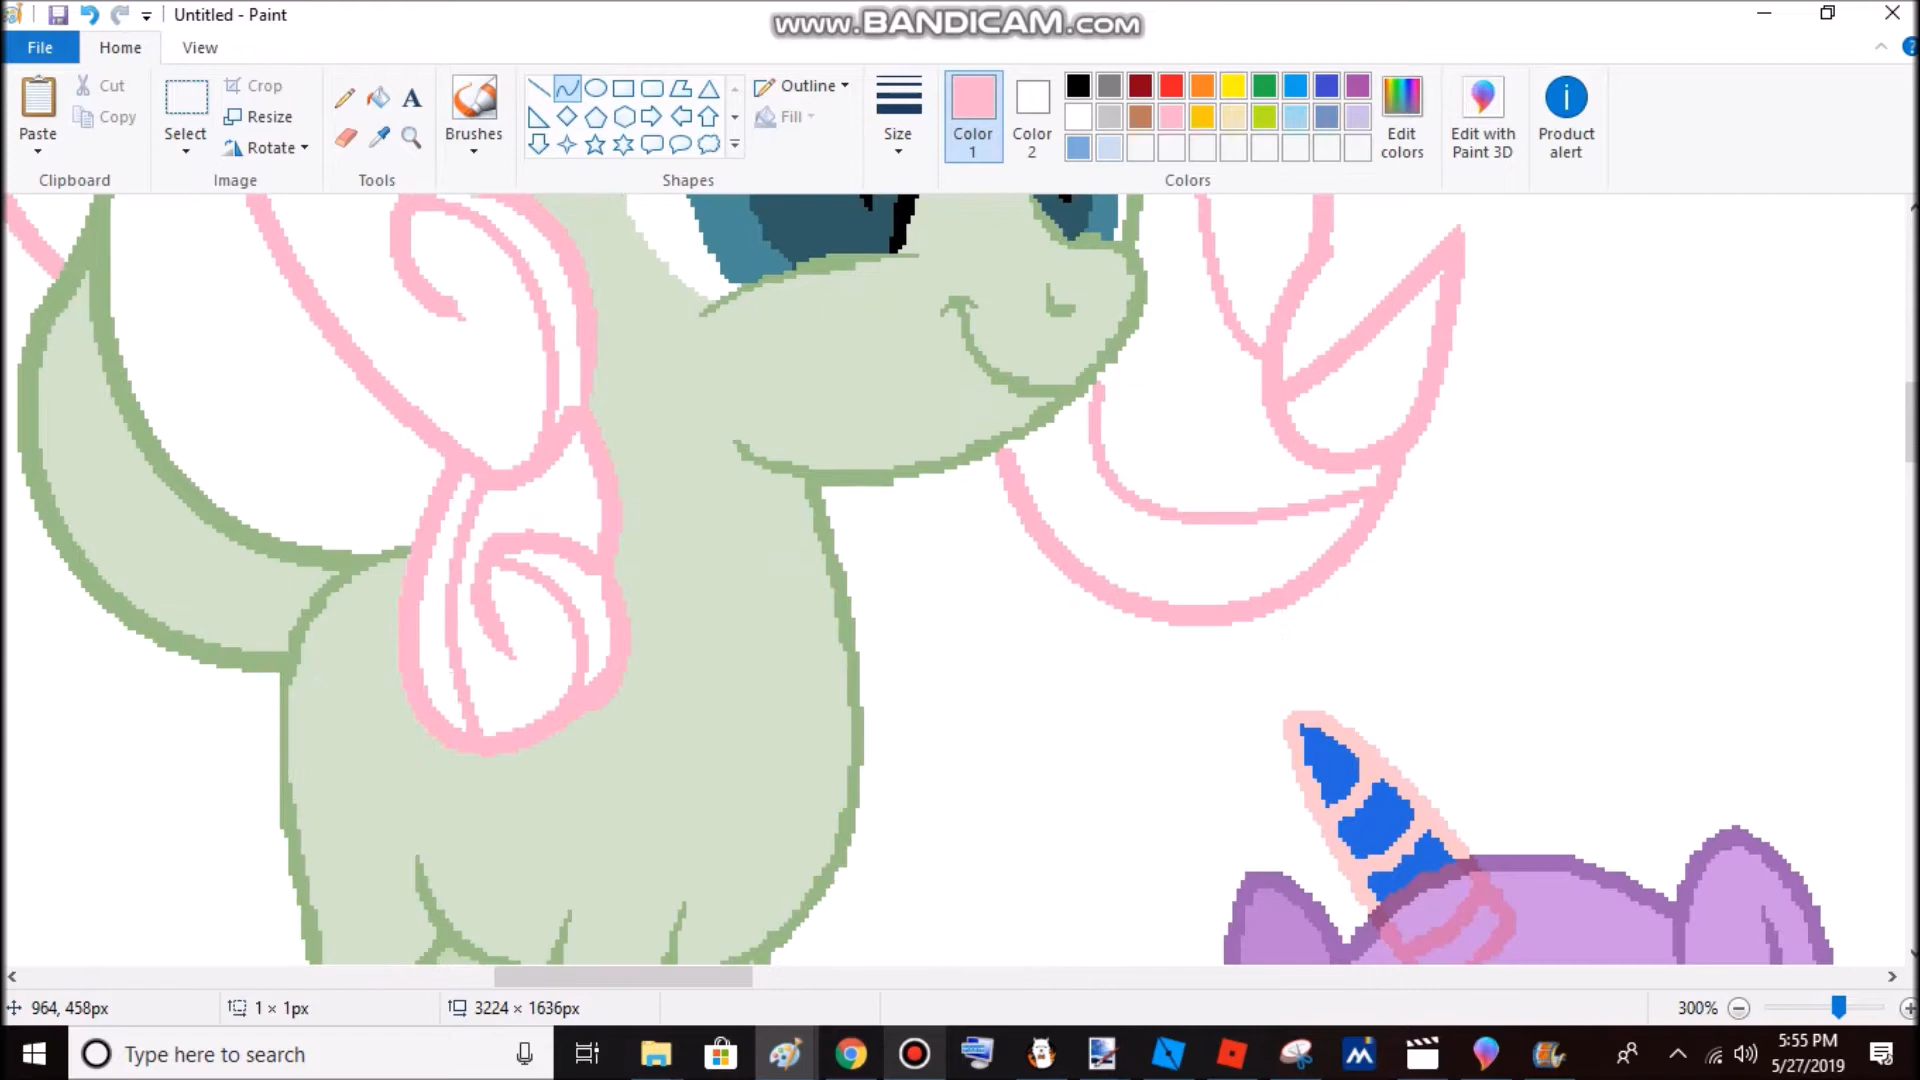 Untitled - Paint
www.BANDICAM.com
File
Home
View
Paste
Cut
Copy
Clipboard
Select
Crop
Resize
Rotate
Image
A
Tools
Brushes
Shapes
Outline
Fill
Size
Color
1
Color
2
Edit
colors
Colors
Edit with
Paint 3D
Product
alert
964, 458px
1 × 1px
3224 × 1636px
300%
Type here to search
5:55 PM
5/27/2019